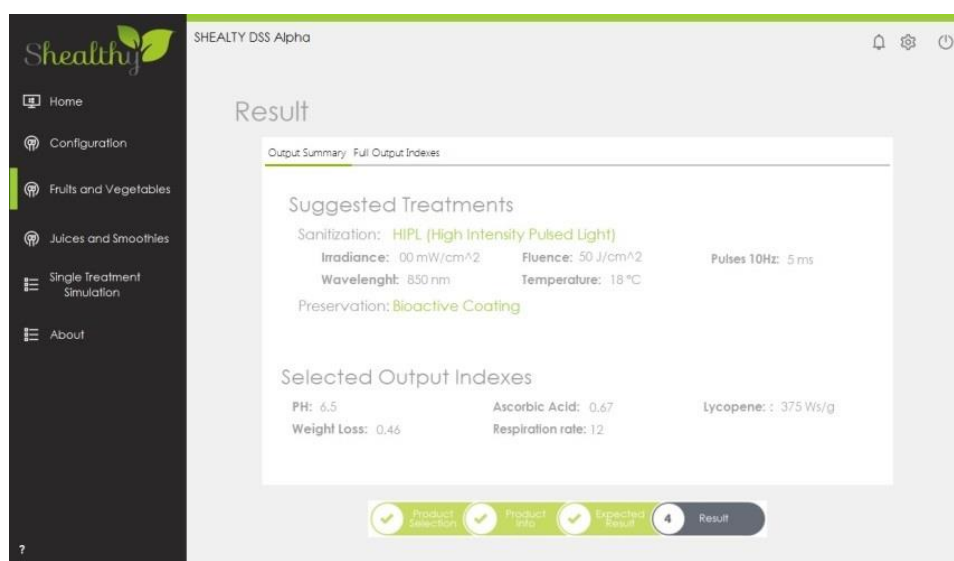 Shealthy
SHEALTY DSS Alpha
Home
Configuration
Fruits and Vegetables
Juices and Smoothies
Single Treatment
Simulation
About
?
Result
Output Summary Full Output Indexes
Suggested Treatments
Sanitization: HIPL (High Intensity Pulsed Light)
Irradiance: 00 mW/cm^2 Fluence: 50 J/cm^2 Pulses 10Hz: 5 ms
Wavelenght: 850 nm Temperature: 18 °C
Preservation: Bioactive Coating
Selected Output Indexes
PH: 6.5 Ascorbic Acid: 0.67 Lycopene: : 375 Ws/g
Weight Loss: 0.46 Respiration rate: 12
Product
Selection
Product
Info
Expected
Result
4 Result